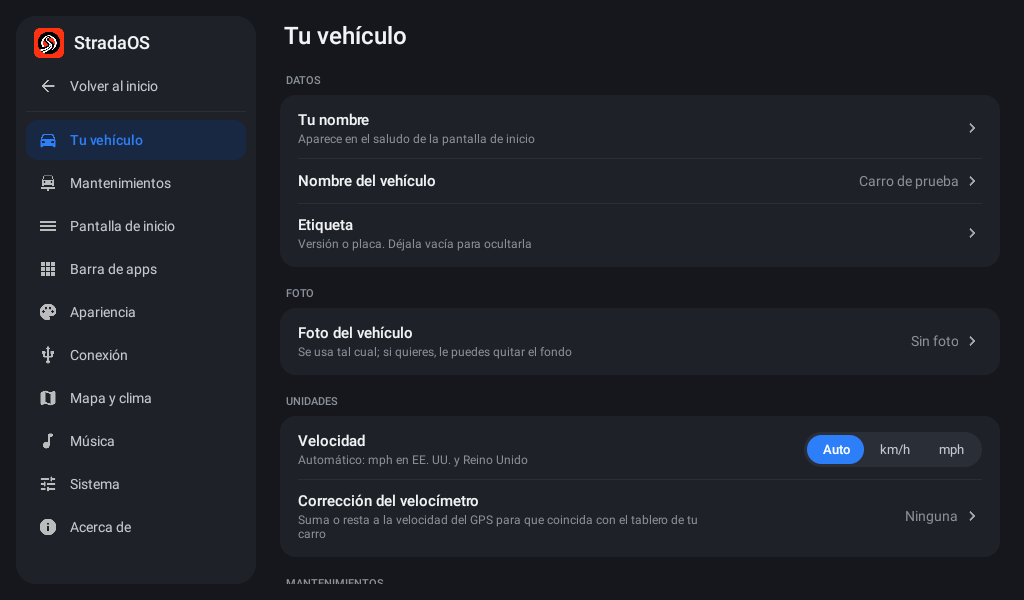 StradaOS
Volver al inicio
Tu vehículo
Mantenimientos
Pantalla de inicio
Barra de apps
Apariencia
Conexión
Mapa y clima
Música
Sistema
Acerca de
Tu vehículo
DATOS
Tu nombre
Aparece en el saludo de la pantalla de inicio
Nombre del vehículo
Carro de prueba
Etiqueta
Versión o placa. Déjala vacía para ocultarla
FOTO
Foto del vehículo
Se usa tal cual; si quieres, le puedes quitar el fondo
Sin foto
UNIDADES
Velocidad
Automático: mph en EE. UU. y Reino Unido
Auto km/h mph
Corrección del velocímetro
Suma o resta a la velocidad del GPS para que coincida con el tablero de tu
carro
Ninguna
MANTENIMIENTOS